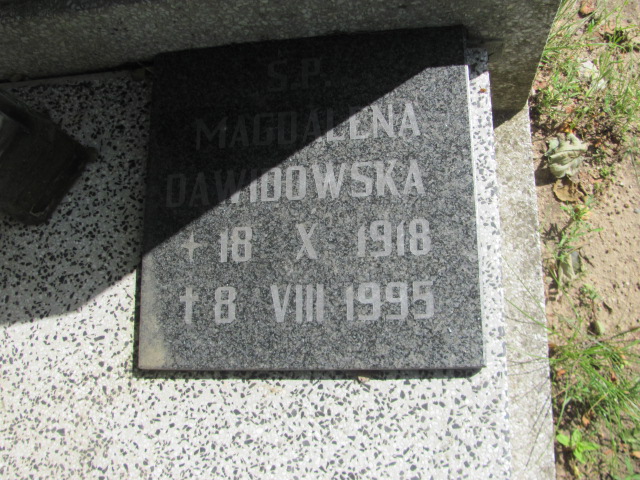 Ś.P.
MAGDALENA
DAWIDOWSKA
+ 18 X 1918
† 8 VIII 1995